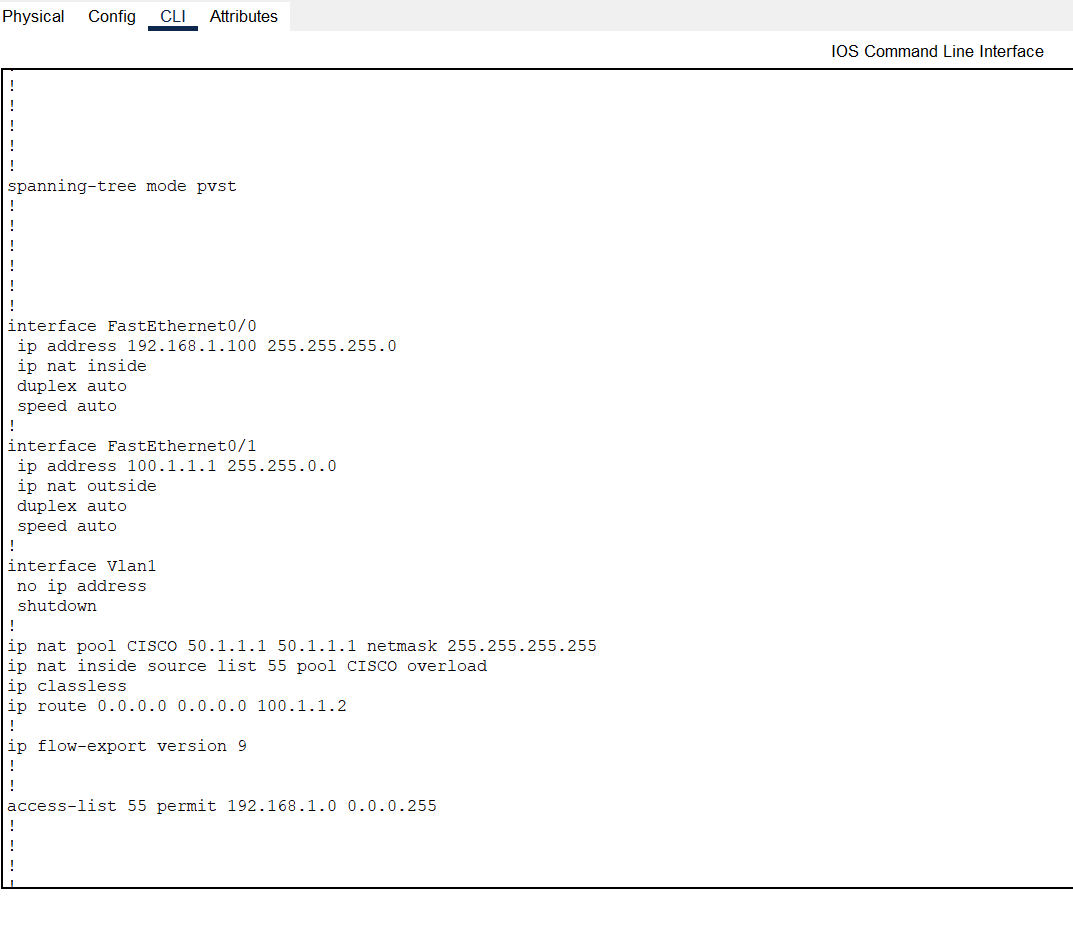 Physical Config CLI Attributes
IOS Command Line Interface
!
!
!
!
!
spanning-tree mode pvst
!
!
!
!
!
!
interface FastEthernet0/0
ip address 192.168.1.100 255.255.255.0
ip nat inside
duplex auto
speed auto
!
interface FastEthernet0/1
ip address 100.1.1.1 255.255.0.0
ip nat outside
duplex auto
speed auto
!
interface Vlan1
no ip address
shutdown
!
ip nat pool CISCO 50.1.1.1 50.1.1.1 netmask 255.255.255.255
ip nat inside source list 55 pool CISCO overload
ip classless
ip route 0.0.0.0 0.0.0.0 100.1.1.2
!
ip flow-export version 9
!
!
access-list 55 permit 192.168.1.0 0.0.0.255
!
!
!
!